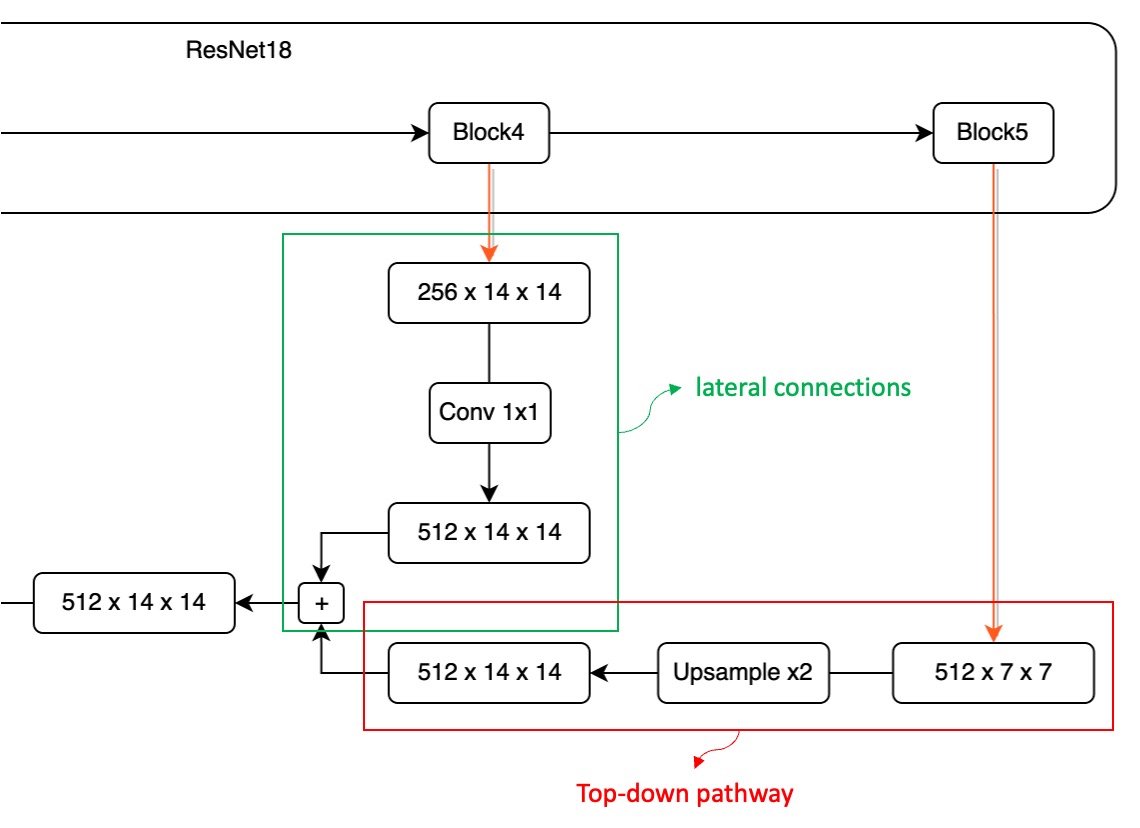 ResNet18
Block4
Block5
256 x 14 x 14
lateral connections
Conv 1x1
512 x 14 x 14
512 x 14 x 14
+
512 x 14 x 14
Upsample x2
512 x 7 x 7
Top-down pathway